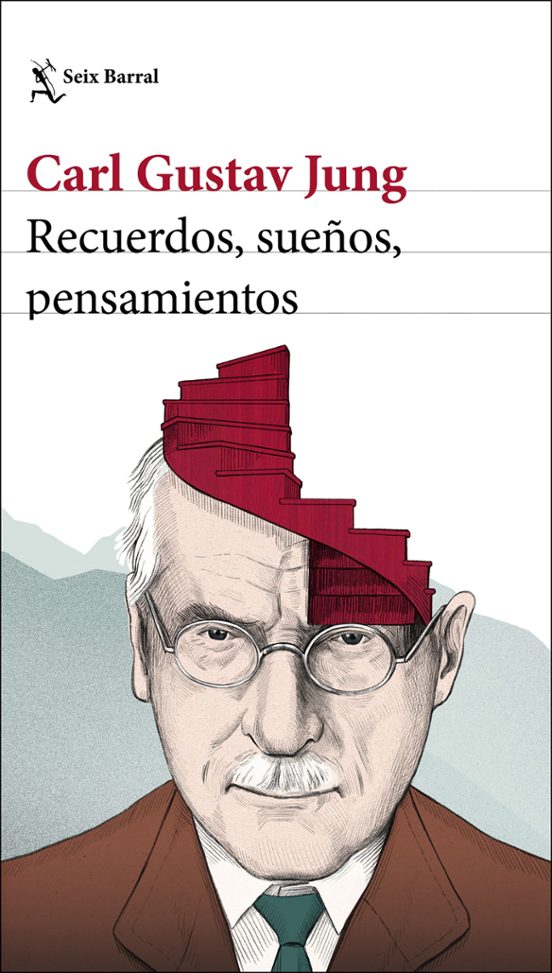 Seix Barral
Carl Gustav Jung
Recuerdos, sueños,
pensamientos